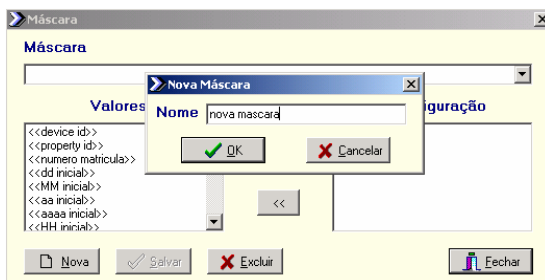 Máscara
Máscara
Nova Máscara
Nome nova mascara
OK Cancelar
Valores
iguração
<<device id>>
<<property id>>
<<numero matricula>>
<<dd inicial>>
<<MM inicial>>
<<aa inicial>>
<<aaaa inicial>>
<<HH inicial>>
<<
Nova Salvar Excluir Fechar